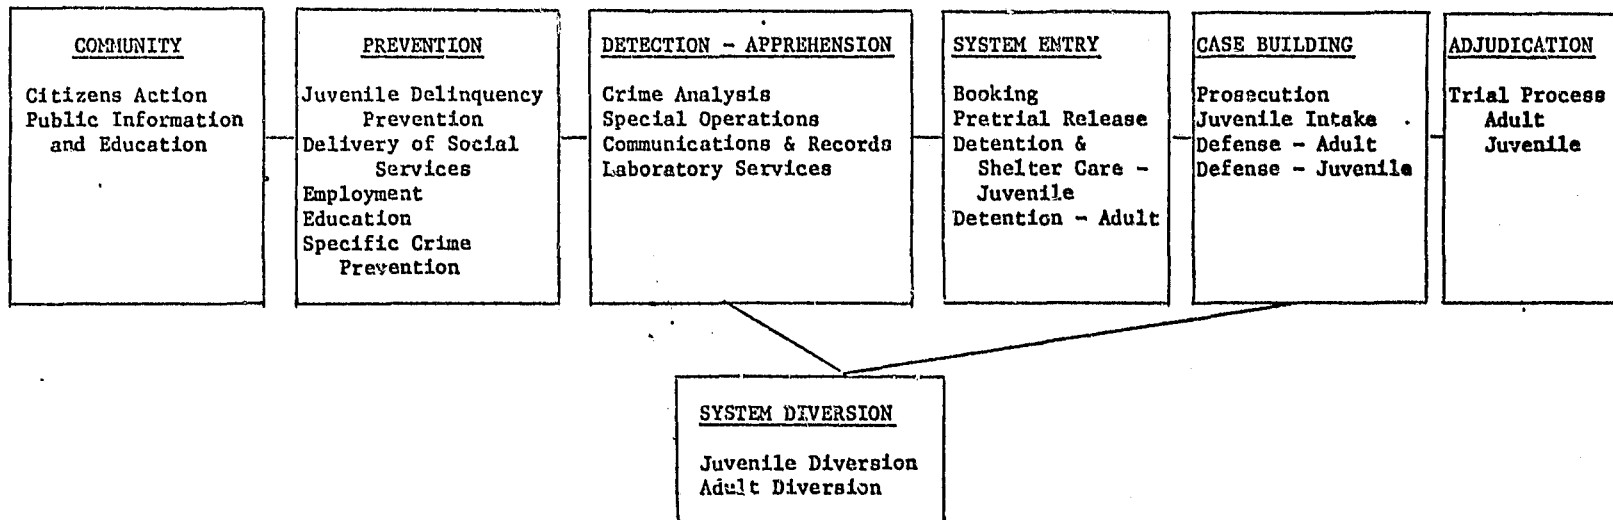 COMMUNITY
Citizens Action
Public Information
and Education
PREVENTION
Juvenile Delinquency
Prevention
Delivery of Social
Services
Employment
Education
Specific Crime
Prevention
DETECTION - APPREHENSION
Crime Analysis
Special Operations
Communications & Records
Laboratory Services
SYSTEM ENTRY
Booking
Pretrial Release
Detention &
Shelter Care -
Juvenile
Detention - Adult
CASE BUILDING
Prosecution
Juvenile Intake
Defense - Adult
Defense - Juvenile
ADJUDICATION
Trial Process
Adult
Juvenile
SYSTEM DIVERSION
Juvenile Diversion
Adult Diversion